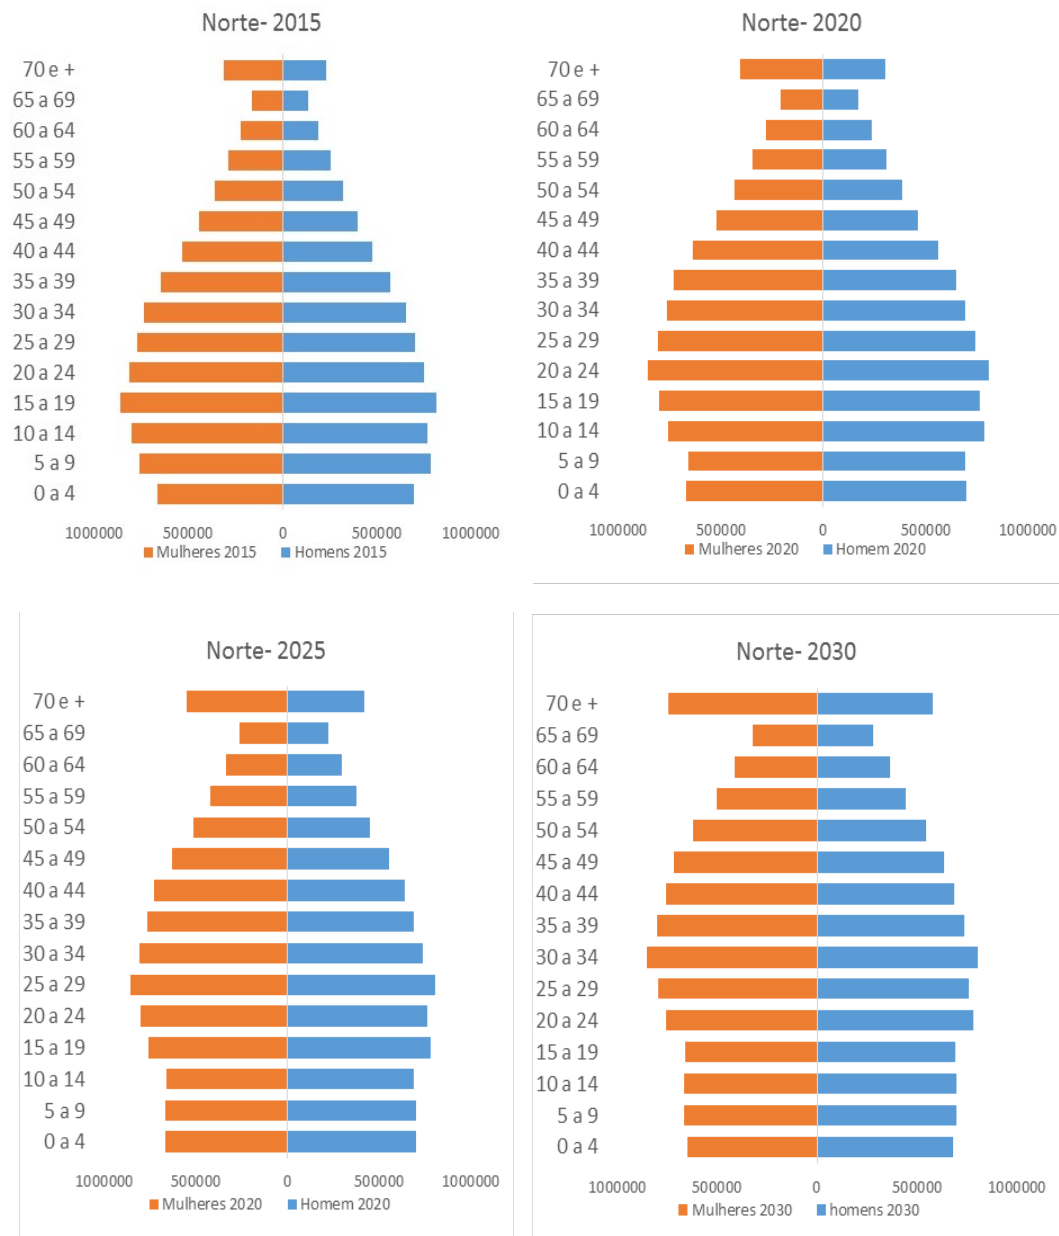 Norte- 2015
70 e +
65 a 69
60 a 64
55 a 59
50 a 54
45 a 49
40 a 44
35 a 39
30 a 34
25 a 29
20 a 24
15 a 19
10 a 14
5 a 9
0 a 4
1000000 500000 0 500000 1000000
Mulheres 2015 Homens 2015
Norte- 2020
70 e +
65 a 69
60 a 64
55 a 59
50 a 54
45 a 49
40 a 44
35 a 39
30 a 34
25 a 29
20 a 24
15 a 19
10 a 14
5 a 9
0 a 4
1000000 500000 0 500000 1000000
Mulheres 2020 Homem 2020
Norte- 2025
70 e +
65 a 69
60 a 64
55 a 59
50 a 54
45 a 49
40 a 44
35 a 39
30 a 34
25 a 29
20 a 24
15 a 19
10 a 14
5 a 9
0 a 4
1000000 500000 0 500000 1000000
Mulheres 2020 Homem 2020
Norte- 2030
70 e +
65 a 69
60 a 64
55 a 59
50 a 54
45 a 49
40 a 44
35 a 39
30 a 34
25 a 29
20 a 24
15 a 19
10 a 14
5 a 9
0 a 4
1000000 500000 0 500000 1000000
Mulheres 2030 homens 2030